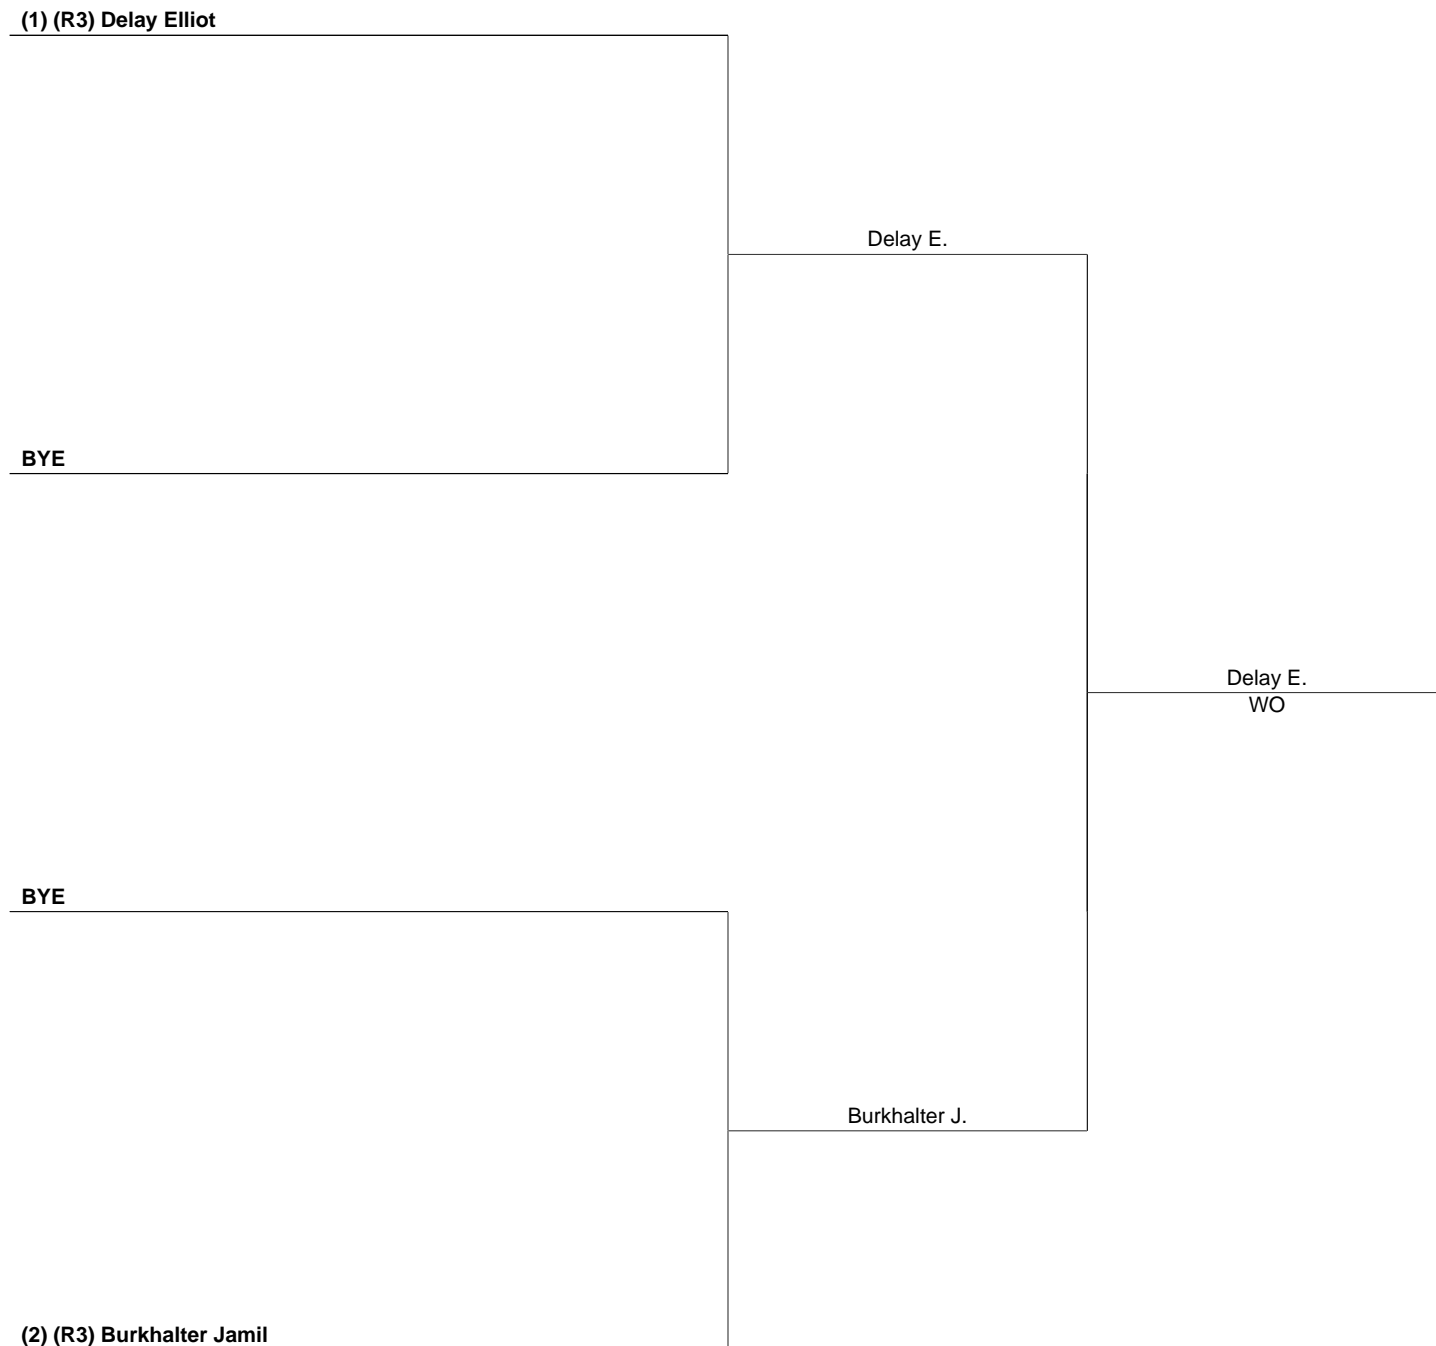 (1) (R3) Delay Elliot
Delay E.
BYE
Delay E.
WO
BYE
Burkhalter J.
(2) (R3) Burkhalter Jamil